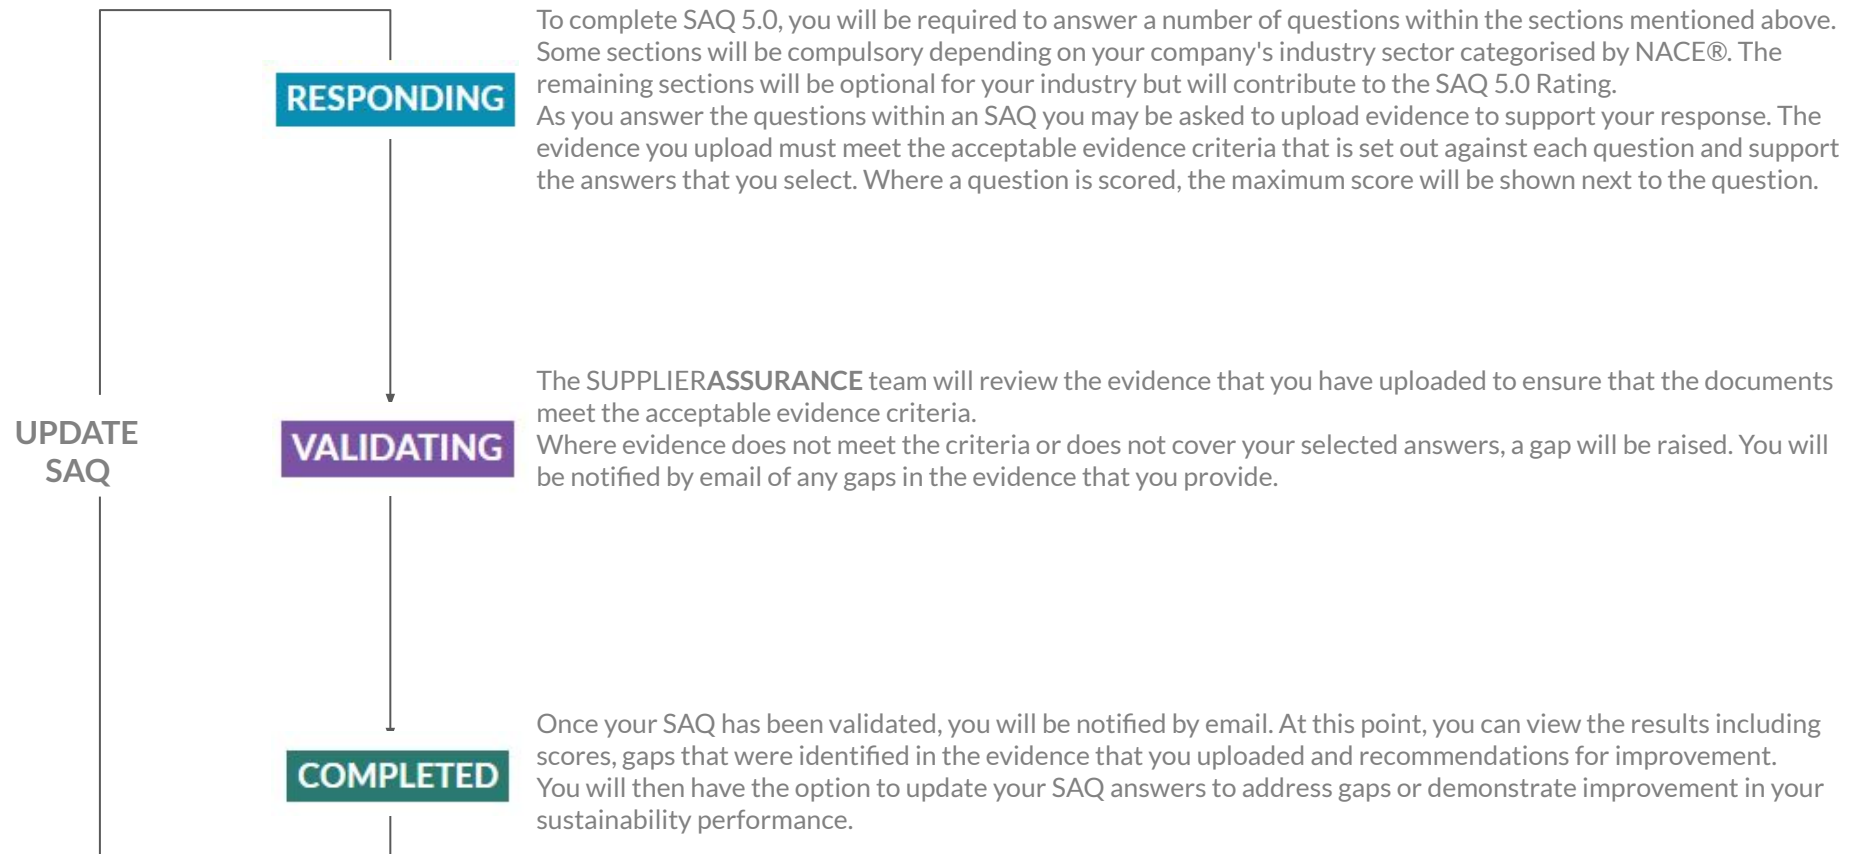 To complete SAQ 5.0, you will be required to answer a number of questions within the sections mentioned above.
Some sections will be compulsory depending on your company's industry sector categorised by NACE®. The
remaining sections will be optional for your industry but will contribute to the SAQ 5.0 Rating.
As you answer the questions within an SAQ you may be asked to upload evidence to support your response. The
evidence you upload must meet the acceptable evidence criteria that is set out against each question and support
the answers that you select. Where a question is scored, the maximum score will be shown next to the question.
RESPONDING
The SUPPLIERASSURANCE team will review the evidence that you have uploaded to ensure that the documents
meet the acceptable evidence criteria.
Where evidence does not meet the criteria or does not cover your selected answers, a gap will be raised. You will
be notified by email of any gaps in the evidence that you provide.
UPDATE
SAQ
VALIDATING
Once your SAQ has been validated, you will be notified by email. At this point, you can view the results including
scores, gaps that were identified in the evidence that you uploaded and recommendations for improvement.
You will then have the option to update your SAQ answers to address gaps or demonstrate improvement in your
sustainability performance.
COMPLETED